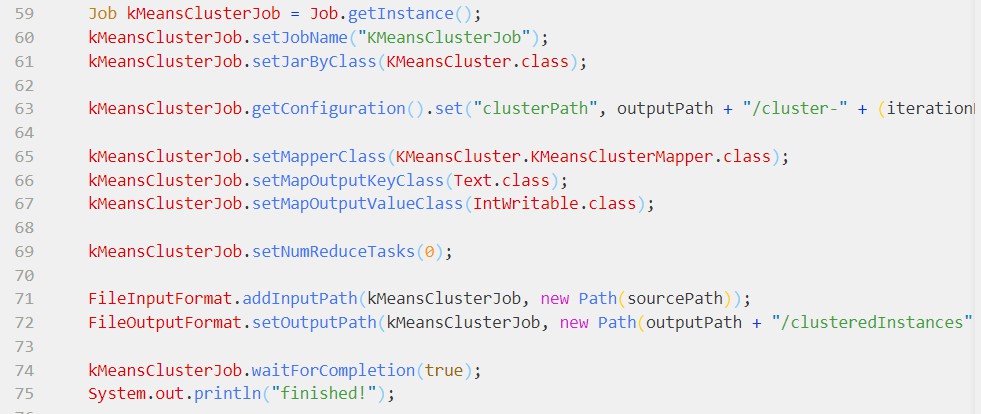 59 Job kMeansClusterJob = Job.getInstance();
60 kMeansClusterJob.setJobName("KMeansClusterJob");
61 kMeansClusterJob.setJarByClass(KMeansCluster.class);
62
63 kMeansClusterJob.getConfiguration().set("clusterPath", outputPath + "/cluster-" + (iteration
64
65 kMeansClusterJob.setMapperClass(KMeansCluster.KMeansClusterMapper.class);
66 kMeansClusterJob.setMapOutputKeyClass(Text.class);
67 kMeansClusterJob.setMapOutputValueClass(IntWritable.class);
68
69 kMeansClusterJob.setNumReduceTasks(0);
70
71 FileInputFormat.addInputPath(kMeansClusterJob, new Path(sourcePath));
72 FileOutputFormat.setOutputPath(kMeansClusterJob, new Path(outputPath + "/clusteredInstances"
73
74 kMeansClusterJob.waitForCompletion(true);
75 System.out.println("finished!");